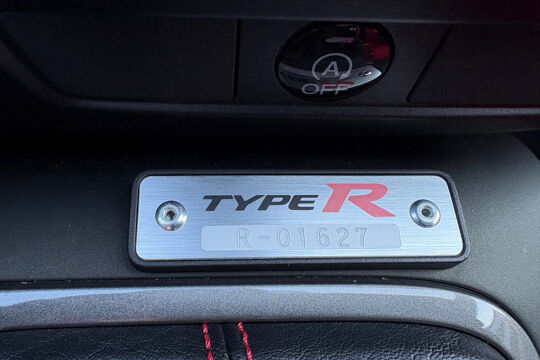 A
OFF
TYPE R
R-01627